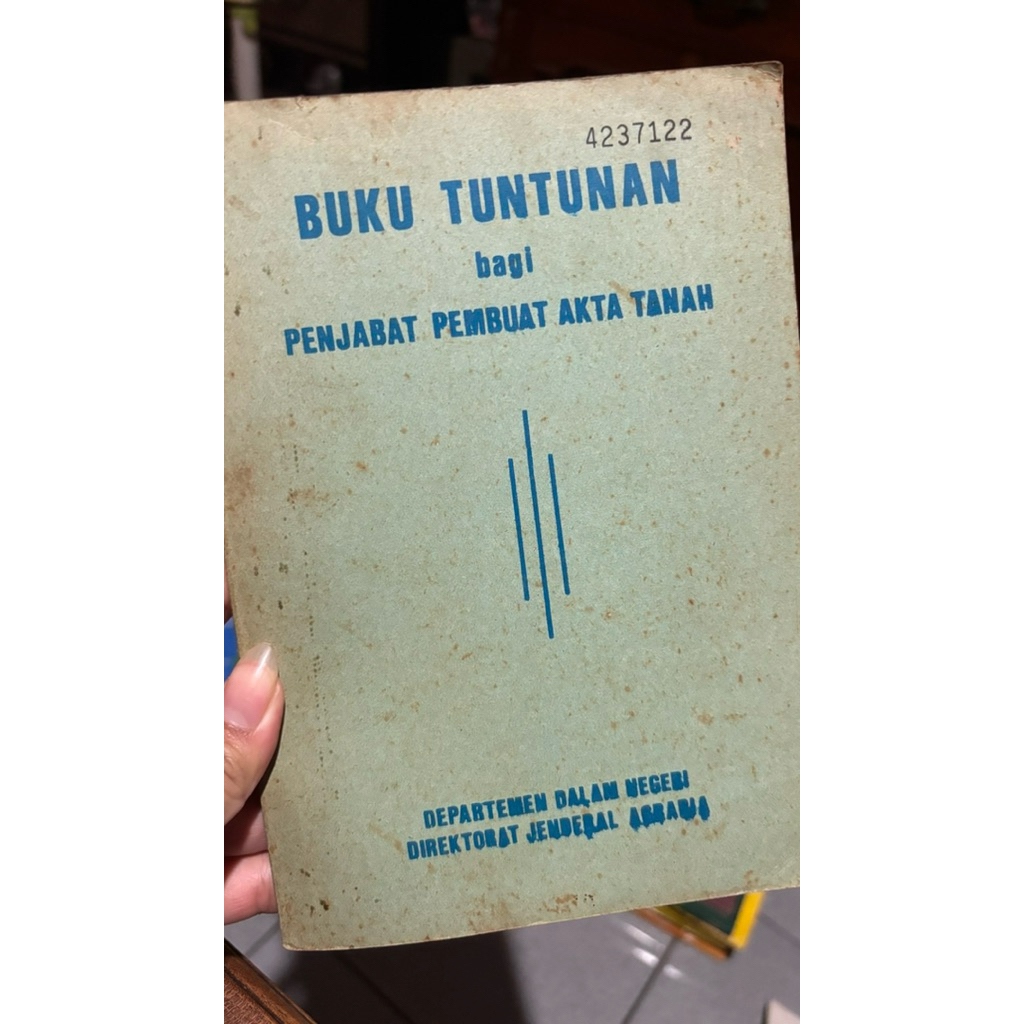 4237122
BUKU TUNTUNAN
bagi
PENJABAT PEMBUAT AKTA TANAH
DEPARTEMEN DALAM NEGERI
DIREKTORAT JENDERAL AGRARIA